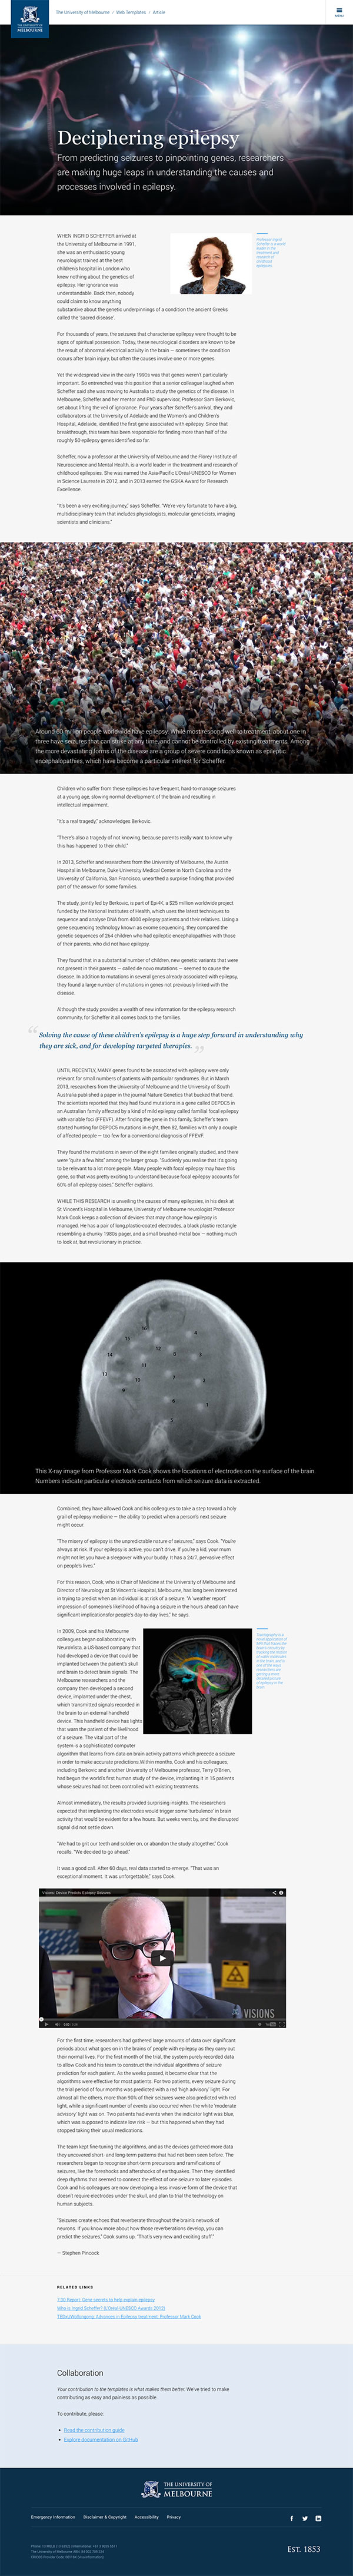 THE UNIVERSITY OF
MELBOURNE
The University of Melbourne / Web Templates / Article
MENU
Deciphering epilepsy
From predicting seizures to pinpointing genes, researchers
are making huge leaps in understanding the causes and
processes involved in epilepsy.
WHEN INGRID SCHEFFER arrived at
the University of Melbourne in 1991,
she was an enthusiastic young
neurologist trained at the best
children's hospital in London who
knew nothing about the genetics of
epilepsy. Her ignorance was
understandable. Back then, nobody
could claim to know anything
substantial about the genetic underpinnings of a condition the ancient Greeks
called the 'sacred disease'.
For thousands of years, the seizures that characterise epilepsy were thought to be
signs of spiritual possession. Today, these neurological disorders are known to be
the result of abnormal electrical activity in the brain — sometimes the condition
occurs after brain injury, but often the causes involve one or more genes.
Yet the widespread view in the early 1990s was that genes weren't particularly
important. So entrenched was this position that a senior colleague laughed when
Scheffer said she was moving to Australia to study the genetics of the disease. In
Melbourne, Scheffer and her mentor and PhD supervisor, Professor Sam Berkovic,
set about lifting the veil of ignorance. Four years after Scheffer's arrival, they and
collaborators at the University of Adelaide and the Women's and Children's
Hospital, Adelaide, identified the first gene associated with epilepsy. Since that
breakthrough, this team has been responsible for finding more than half of the
roughly 50 epilepsy genes identified so far.
Scheffer, now a professor at the University of Melbourne and the Florey Institute of
Neuroscience and Mental Health, is a world leader in the treatment and research of
childhood epilepsies. She was named the Asia-Pacific L'Oréal-UNESCO for Women
in Science Laureate in 2012, and in 2013 earned the GSK Award for Research
Excellence.
"It's been a very exciting journey," says Scheffer. "We're very fortunate to have a big,
multidisciplinary team that includes physiologists, molecular geneticists, imaging
scientists and clinicians."
Around 60 million people worldwide have epilepsy. While most respond well to treatment, about one in
three have seizures that can strike at any time, and cannot be controlled by existing treatments. Among
the more devastating forms of the disease are a group of severe conditions known as epileptic
encephalopathies, which have become a particular interest for Scheffer.
Children who suffer from these epilepsies have frequent, hard-to-manage seizures
from a young age, slowing normal development of the brain and resulting in
intellectual impairment.
"It's a real tragedy," acknowledges Berkovic.
"There's also a tragedy of not knowing, because parents really want to know why
this has happened to their child."
In 2013, Scheffer and researchers from the University of Melbourne, the Austin
Hospital in Melbourne, Duke University Medical Center in North Carolina and the
University of California, San Francisco, unearthed a surprise finding that provided
part of the answer for some families.
The study, jointly led by Berkovic, is part of Epi4K, a $25 million worldwide project
funded by the National Institutes of Health, which uses the latest techniques to
sequence and analyse DNA from 4000 epilepsy patients and their relatives. Using a
gene sequencing technology known as exome sequencing, they compared the
genetic sequences of 264 children who had epileptic encephalopathies with those
of their parents, who did not have epilepsy.
They found that in a substantial number of children, new genetic variants that were
not present in their parents — called de novo mutations — seemed to cause the
disease. In addition to mutations in several genes already associated with epilepsy,
they found a large number of mutations in genes not previously linked with the
disease.
Although the study provides a wealth of new information for the epilepsy research
community, for Scheffer it all comes back to the families.
Solving the cause of these children's epilepsy is a huge step forward in understanding why
they are sick, and for developing targeted therapies.
UNTIL RECENTLY, MANY genes found to be associated with epilepsy were only
relevant for small numbers of patients with particular syndromes. But in March
2013, researchers from the University of Melbourne and the University of South
Australia published a paper in the journal Nature Genetics that bucked that trend.
The scientists reported that they had found mutations in a gene called DEPDC5 in
an Australian family affected by a kind of mild epilepsy called familial focal epilepsy
with variable foci (FFEVF). After finding the gene in this family, Scheffer's team
started hunting for DEPDC5 mutations in eight, then 82, families with only a couple
of affected people — too few for a conventional diagnosis of FFEVF.
They found the mutations in seven of the eight families originally studied, and then
there were "quite a few hits" among the larger group. "Suddenly you realise that it's going
to be relevant to a lot more people. Many milder forms of epilepsy may have this
gene, so that was pretty exciting to understand because focal epilepsy accounts for
60% of all epilepsy cases," Scheffer explains.
WHILE THIS RESEARCH is unveiling the causes of many epilepsies, in his desk at
St Vincent's Hospital in Melbourne, University of Melbourne neurologist Professor
Mark Cook keeps a collection of devices that may change how epilepsy is
managed. He has a pair of long, plastic-coated electrodes, a black plastic rectangle
resembling a chunky 1980s pager, and a small brushed-metal box — nothing much
to look at, but revolutionary in practice.
16
4
15
12
14
8
3
11
13
10
7
2
9
6
1
5
This X-ray image from Professor Mark Cook shows the locations of electrodes on the surface of the brain.
Numbers indicate particular electrode contacts from which seizure data is extracted.
Combined, they have allowed Cook and his colleagues to take a step toward a holy
grail of epilepsy medicine — the ability to predict when a person's next seizure
might occur.
"The misery of epilepsy is the unpredictable nature of seizures," says Cook. "You're
always at risk. If your epilepsy is active, you can't drive. If you're a kid, your mum
might not let you have a sleepover with your buddy. It has a 24/7, pervasive effect
on people's lives."
For this reason, Cook, who is Chair of Medicine at the University of Melbourne and
Director of Neurology at St Vincent's Hospital, Melbourne, has long been interested
in trying to predict when an individual is at risk of a seizure. "A 'weather report'
indication of someone's likelihood of having a seizure in the hours ahead can have
significant impact on people's day-to-day lives," he says.
In 2009, Cook and his Melbourne
colleagues began collaborating with
NeuroVista, an American company
that had developed a device that
could be implanted between the
skull and the brain surface to
monitor electrical signals. A second
device, implanted under the chest,
transmitted signals recorded in
the brain to an external handheld
device. This handheld device has lights
that warn the patient of the likelihood
of a seizure. The vital part of the
system is a sophisticated computer
algorithm that learns from data on brain activity patterns which precede a seizure
in order to make accurate predictions.Within months, Cook and his colleagues,
including Berkovic and another University of Melbourne professor, Terry O'Brien,
had begun the world's first human study of the device, implanting it in 15 patients
whose seizures had not been controlled with existing treatments.
Almost immediately, the results provided surprising insights. The researchers
expected that implanting the electrodes would trigger some 'turbulence' in brain
activity that would be evident for a few hours. But weeks went by, and the disrupted
signal did not settle down.
"We had to grit our teeth and soldier on, or abandon the study altogether," Cook
recalls. "We decided to go ahead."
It was a good call. After 60 days, real data started to emerge. "That was an
exceptional moment. It was unforgettable," says Cook.
Visions: Device Predicts Epilepsy Seizures
VISIONS
For the first time, researchers had gathered large amounts of data over significant
periods about what goes on in the brains of people with epilepsy as they carry out
their normal lives. For the first month of the trial, the system purely recorded data
to allow Cook and his team to construct the individual algorithms of seizure
prediction for each patient. As the weeks passed, it became clear that the
algorithms were effective for most patients. For two patients, every seizure during
the trial period of four months was predicted with a red 'high advisory' light. For
almost all the others, more than 90% of their seizures were also predicted with red
light, while a significant number of events also occurred when the white 'moderate
advisory' light was on. Two patients had events when the indicator light was blue,
which was supposed to indicate low risk — but this happened when they had
stopped taking their usual medications.
The team kept fine-tuning the algorithms, and as the devices gathered more data
they uncovered short- and long-term patterns that had not been seen before. The
researchers began to recognise short-term precursors and ramifications of
seizures, like the foreshocks and aftershocks of earthquakes. Then they identified
deep rhythms that seemed to connect the effect of one seizure to later episodes.
Cook and his colleagues are now developing a less invasive form of the device that
doesn't require electrodes under the skull, and plan to trial the technology on
human subjects.
"Seizures create echoes that reverberate in the brain's network of
neurons. If you know more about how those reverberations develop, you can
predict the seizures," Cook sums up. "That's very new and exciting stuff."
— Stephen Pincock
RELATED LINKS
7.30 Report: Gene secrets to help explain epilepsy
Who is Ingrid Scheffer? (L'Oréal-UNESCO Awards 2012)
TEDxUWollongong: Advances in Epilepsy treatment: Professor Mark Cook
Collaboration
Your contribution to the templates is what makes them better. We've tried to make
contributing as easy and painless as possible.
To contribute, please:
Read the contribution guide
Explore documentation on GitHub
THE UNIVERSITY OF
MELBOURNE
Emergency Information Disclaimer & Copyright Accessibility Privacy
EST. 1853